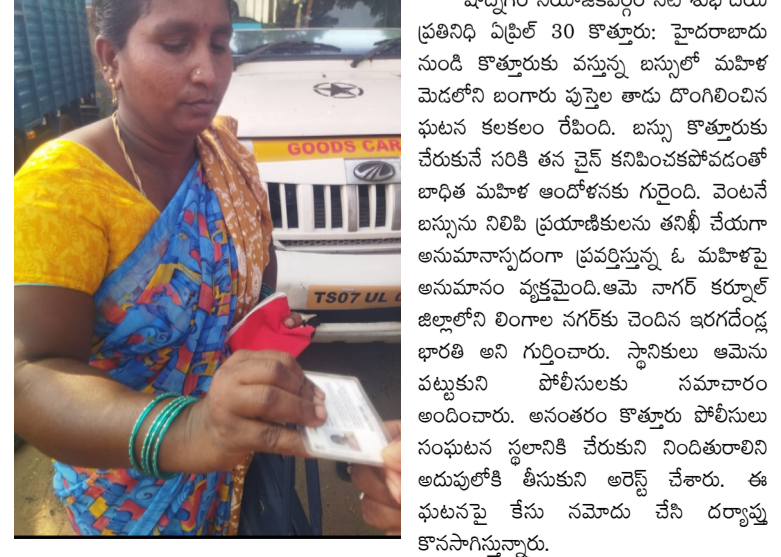 షాద్నగర్ నియోజకవర్గం నేటి శుభోదయం
ప్రతినిధి ఏప్రిల్ 30 కొత్తూరు: హైదరాబాదు
నుండి కొత్తూరుకు వస్తున్న బస్సులో మహిళ
మెడలోని బంగారు పుస్తెల తాడు దొంగిలించిన
ఘటన కలకలం రేపింది. బస్సు కొత్తూరుకు
చేరుకునే సరికి తన చైన్ కనిపించకపోవడంతో
బాధిత మహిళ ఆందోళనకు గురైంది. వెంటనే
బస్సును నిలిపి ప్రయాణికులను తనిఖీ చేయగా
అనుమానాస్పదంగా ప్రవర్తిస్తున్న ఓ మహిళపై
అనుమానం వ్యక్తమైంది.ఆమె నాగర్ కర్నూల్
జిల్లాలోని లింగాల నగర్‌కు చెందిన ఇరగదేండ్ల
భారతి అని గుర్తించారు. స్థానికులు ఆమెను
పట్టుకుని పోలీసులకు సమాచారం
అందించారు. అనంతరం కొత్తూరు పోలీసులు
సంఘటన స్థలానికి చేరుకుని నిందితురాలిని
అదుపులోకి తీసుకుని అరెస్ట్ చేశారు. ఈ
ఘటనపై కేసు నమోదు చేసి దర్యాప్తు
కొనసాగిస్తున్నారు.
GOODS CAR
TS07 UL